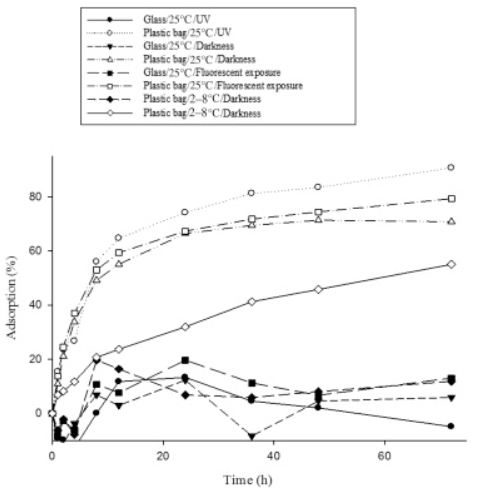 Glass/25°C/UV
Plastic bag/25°C/UV
Glass/25°C/Darkness
Plastic bag/25°C/Darkness
Glass/25°C/Fluorescent exposure
Plastic bag/25°C/Fluorescent exposure
Plastic bag/2–8°C/Darkness
Plastic bag/2–8°C/Darkness
Adsorption (%)
80
60
40
20
0
0
20
40
60
Time (h)